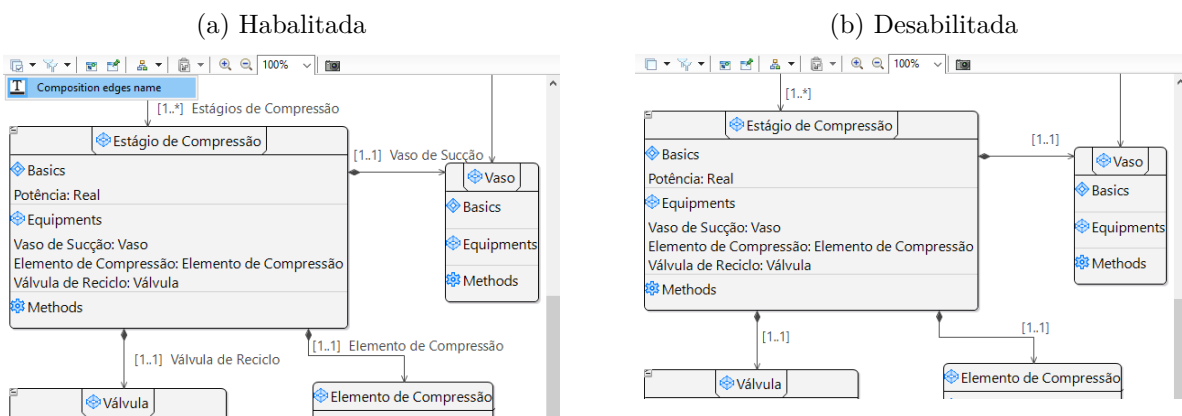 (a) Habalitada
100%
Composition edges name
[1..*] Estágios de Compressão
Estágio de Compressão
Basics
Potência: Real
Equipments
Vaso de Sucção: Vaso
Elemento de Compressão: Elemento de Compressão
Válvula de Reciclo: Válvula
Methods
[1..1] Vaso de Sucção
Vaso
Basics
Equipments
Methods
[1..1] Válvula de Reciclo
[1..1] Elemento de Compressão
Válvula
Elemento de Compressão
(b) Desabilitada
100%
[1..*]
Estágio de Compressão
Basics
Potência: Real
Equipments
Vaso de Sucção: Vaso
Elemento de Compressão: Elemento de Compressão
Válvula de Reciclo: Válvula
Methods
[1..1]
Vaso
Basics
Equipments
Methods
[1..1]
[1..1]
Válvula
Elemento de Compressão